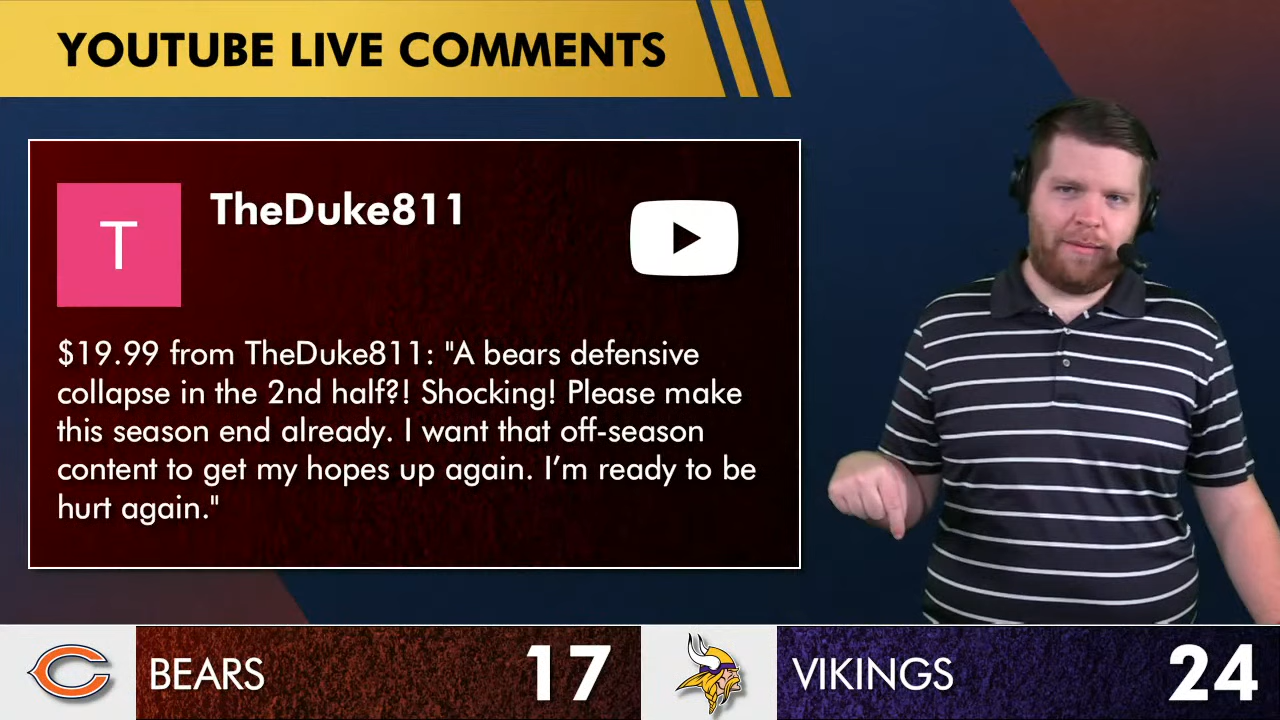 YOUTUBE LIVE COMMENTS
T
TheDuke811
$19.99 from TheDuke811: "A bears defensive
collapse in the 2nd half?! Shocking! Please make
this season end already. I want that off-season
content to get my hopes up again. I’m ready to be
hurt again."
BEARS 17 VIKINGS 24